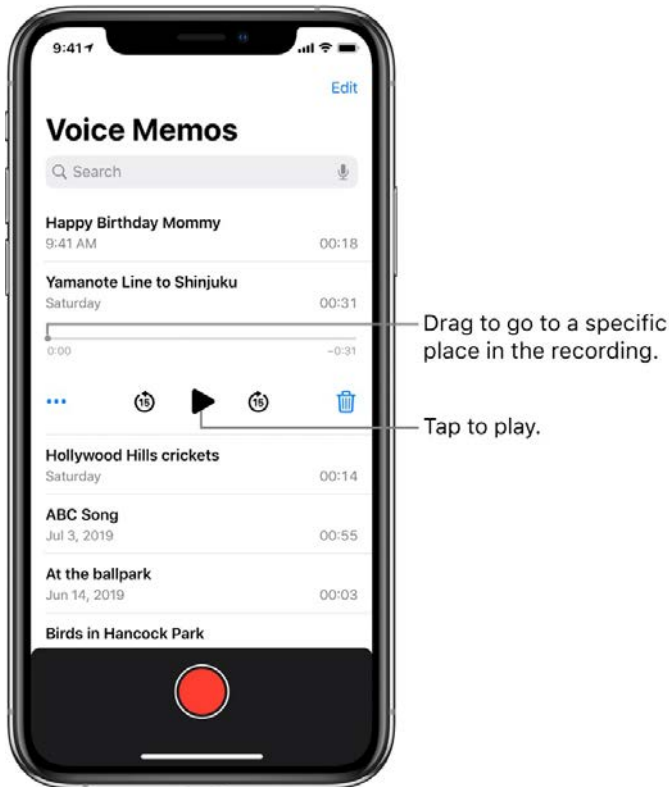 9:41
Edit
Voice Memos
Search
Happy Birthday Mommy
9:41 AM 00:18
Yamanote Line to Shinjuku
Saturday 00:31
0:00 -0:31
Drag to go to a specific
place in the recording.
15 15
Tap to play.
Hollywood Hills crickets
Saturday 00:14
ABC Song
Jul 3, 2019 00:55
At the ballpark
Jun 14, 2019 00:03
Birds in Hancock Park